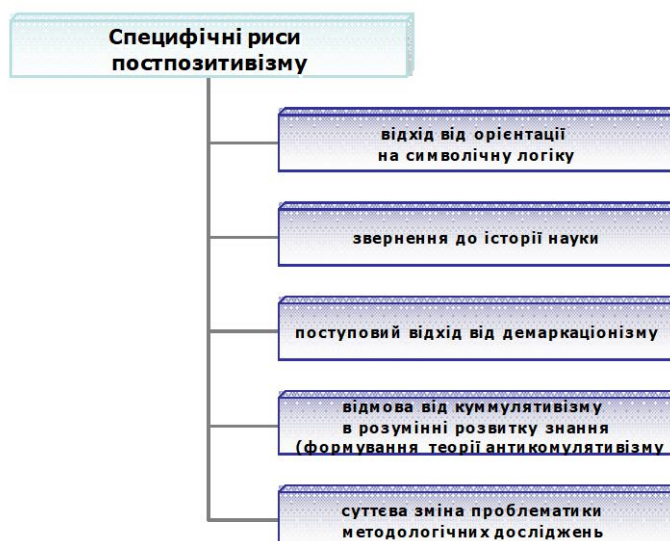 Специфічні риси
постпозитивізму
відхід від орієнтації
на символічну логіку
звернення до історії науки
поступовий відхід від демаркаціонізму
відмова від куммулятивізму
в розумінні розвитку знання
(формування теорії антикомулятивізму
суттєва зміна проблематики
методологічних досліджень